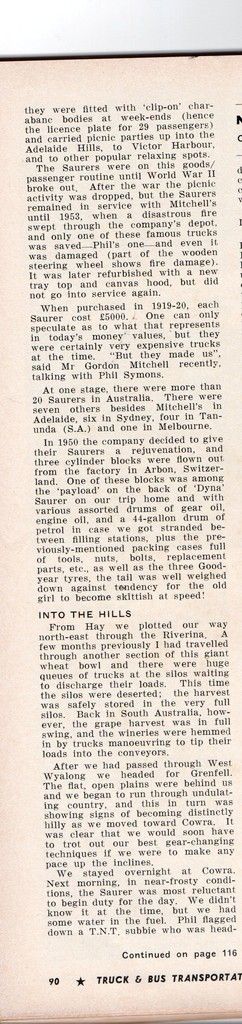 they were fitted with 'clip-on' char-
abanc bodies at week-ends (hence
the licence plate for 29 passengers)
and carried picnic parties up into the
Adelaide Hills, to Victor Harbour,
and to other popular relaxing spots.
The Saurers were on this goods/
passenger routine until World War II
broke out. After the war the picnic
activity was dropped, but the Saurers
remained in service with Mitchell's
until 1953, when a disastrous fire
swept through the company's depot,
and only one of these famous trucks
was saved—Phil's one—and even it
was damaged (part of the wooden
steering wheel shows fire damage).
It was later refurbished with a new
tray top and canvas hood, but did
not go into service again.
When purchased in 1919-20, each
Saurer cost £5000. One can only
speculate as to what that represents
in today's money values, but they
were certainly very expensive trucks
at the time. "But they made us",
said Mr Gordon Mitchell recently,
talking with Phil Symons.
At one stage, there were more than
20 Saurers in Australia. There were
seven others besides Mitchell's in
Adelaide, six in Sydney, four in Tan-
unda (S.A.) and one in Melbourne.
In 1950 the company decided to give
their Saurers a rejuvenation, and
three cylinder blocks were flown out
from the factory in Arbon, Switzer-
land. One of these blocks was among
the 'payload' on the back of 'Dyna'
Saurer on our trip home and with
various assorted drums of gear oil,
engine oil, and a 44-gallon drum of
petrol in case we got stranded be-
tween filling stations, plus the pre-
viously-mentioned packing cases full
of tools, nuts, bolts, replacement
parts, etc., as well as the three Good-
year tyres, the tail was well weighed
down against tendency for the old
girl to become skittish at speed!
INTO THE HILLS
From Hay we plotted our way
north-east through the Riverina. A
few months previously I had travelled
through another section of this giant
wheat bowl and there were huge
queues of trucks at the silos waiting
to discharge their loads. This time
the silos were deserted; the harvest
was safely stored in the very full
silos. Back in South Australia, how-
ever, the grape harvest was in full
swing, and the wineries were hemmed
in by trucks manoeuvring to tip their
loads into the conveyors.
After we had passed through West
Wyalong we headed for Grenfell.
The flat, open plains were behind us
and we began to run through undulat-
ing country, and this in turn was
showing signs of becoming distinctly
hilly as we moved toward Cowra. It
was clear that we would soon have
to trot out our best gear-changing
techniques if we were to make any
pace up the inclines.
We stayed overnight at Cowra.
Next morning, in near-frosty condi-
tions, the Saurer was most reluctant
to begin duty for the day. We didn't
know it at the time, but we had
some water in the fuel. Phil flagged
down a T.N.T. subbie who was head-
Continued on page 116
90 ★ TRUCK & BUS TRANSPORTAT